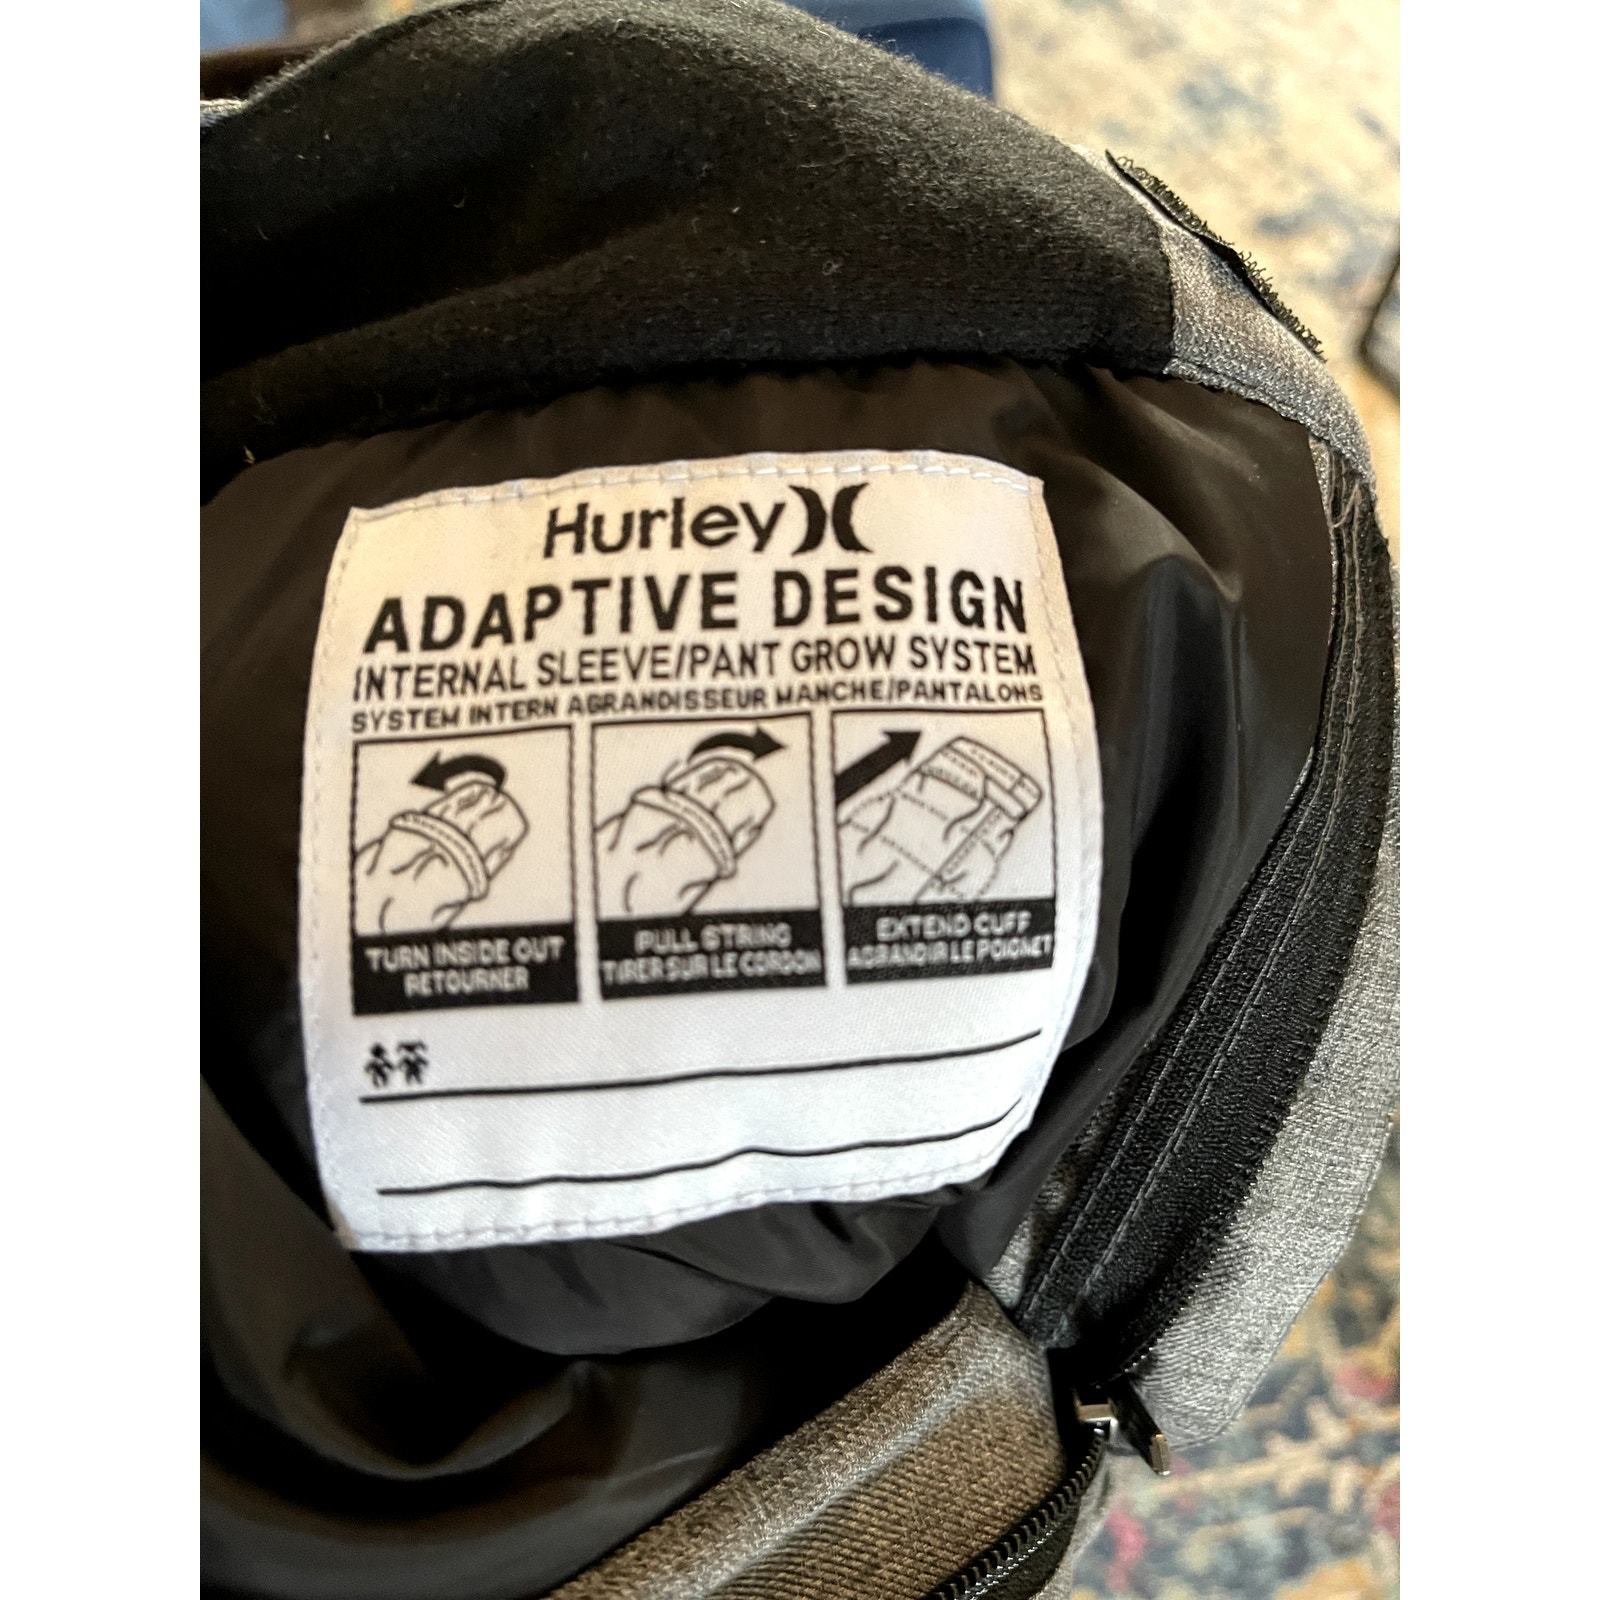 Hurley
ADAPTIVE DESIGN
INTERNAL SLEEVE/PANT GROW SYSTEM
SYSTEM INTERN AGRANDISSEUR MANCHE/PANTALONS
TURN INSIDE OUT
RETOURNER
PULL STRING
TIRER SUR LE CORDON
EXTEND CUFF
AGRANDIR LE POIGNET